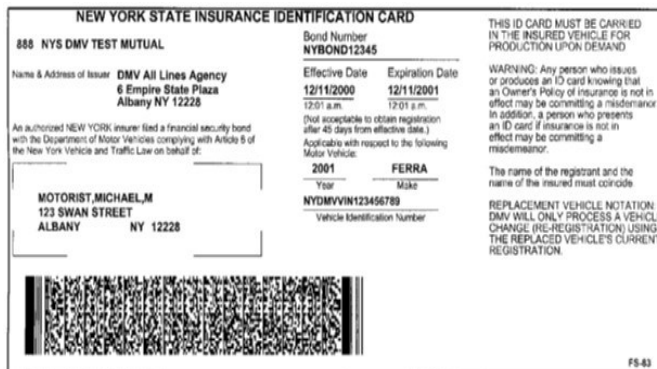 NEW YORK STATE INSURANCE IDENTIFICATION CARD
888 NYS DMV TEST MUTUAL
Name & Address of Issuer DMV All Lines Agency
6 Empire State Plaza
Albany NY 12228
An authorized NEW YORK insurer filed a financial security bond
with the Department of Motor Vehicles complying with Article 6 of
the New York Vehicle and Traffic Law on behalf of:
MOTORIST,MICHAEL,M
123 SWAN STREET
ALBANY NY 12228
Bond Number
NYBOND12345
Effective Date Expiration Date
12/11/2000 12/11/2001
12:01 a.m. 12:01 a.m.
(Not acceptable to obtain registration
after 45 days from effective date.)
Applicable with respect to the following
Motor Vehicle:
2001 FERRA
Year Make
NYDMVVIN123456789
Vehicle Identification Number
THIS ID CARD MUST BE CARRIED
IN THE INSURED VEHICLE FOR
PRODUCTION UPON DEMAND
WARNING: Any person who issues
or produces an ID card knowing that
an Owner's Policy of insurance is not in
effect may be committing a misdemeanor
In addition, a person who presents
an ID card if insurance is not in
effect may be committing a
misdemeanor.
The name of the registrant and the
name of the insured must coincide
REPLACEMENT VEHICLE NOTATION:
DMV WILL ONLY PROCESS A VEHICLE
CHANGE (RE-REGISTRATION) USING
THE REPLACED VEHICLE'S CURRENT
REGISTRATION.
FS-83